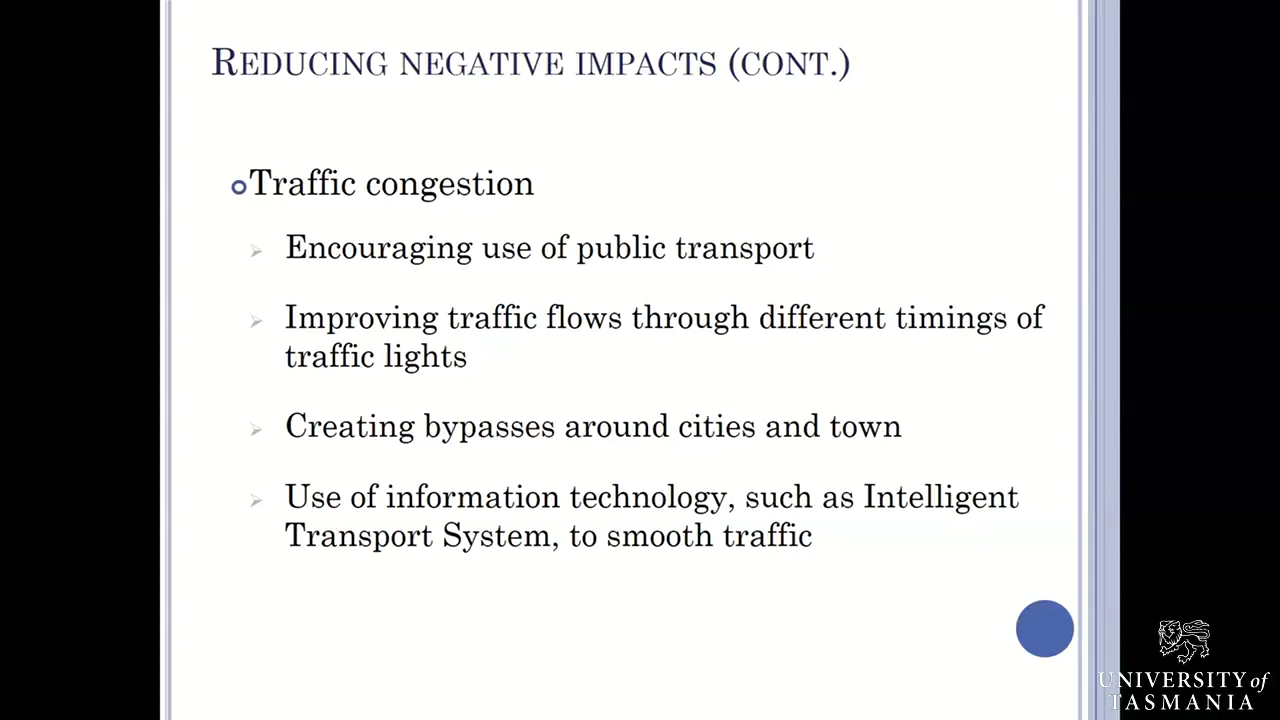 REDUCING NEGATIVE IMPACTS (CONT.)
Traffic congestion
Encouraging use of public transport
Improving traffic flows through different timings of
traffic lights
Creating bypasses around cities and town
Use of information technology, such as Intelligent
Transport System, to smooth traffic
UNIVERSITY of
TASMANIA